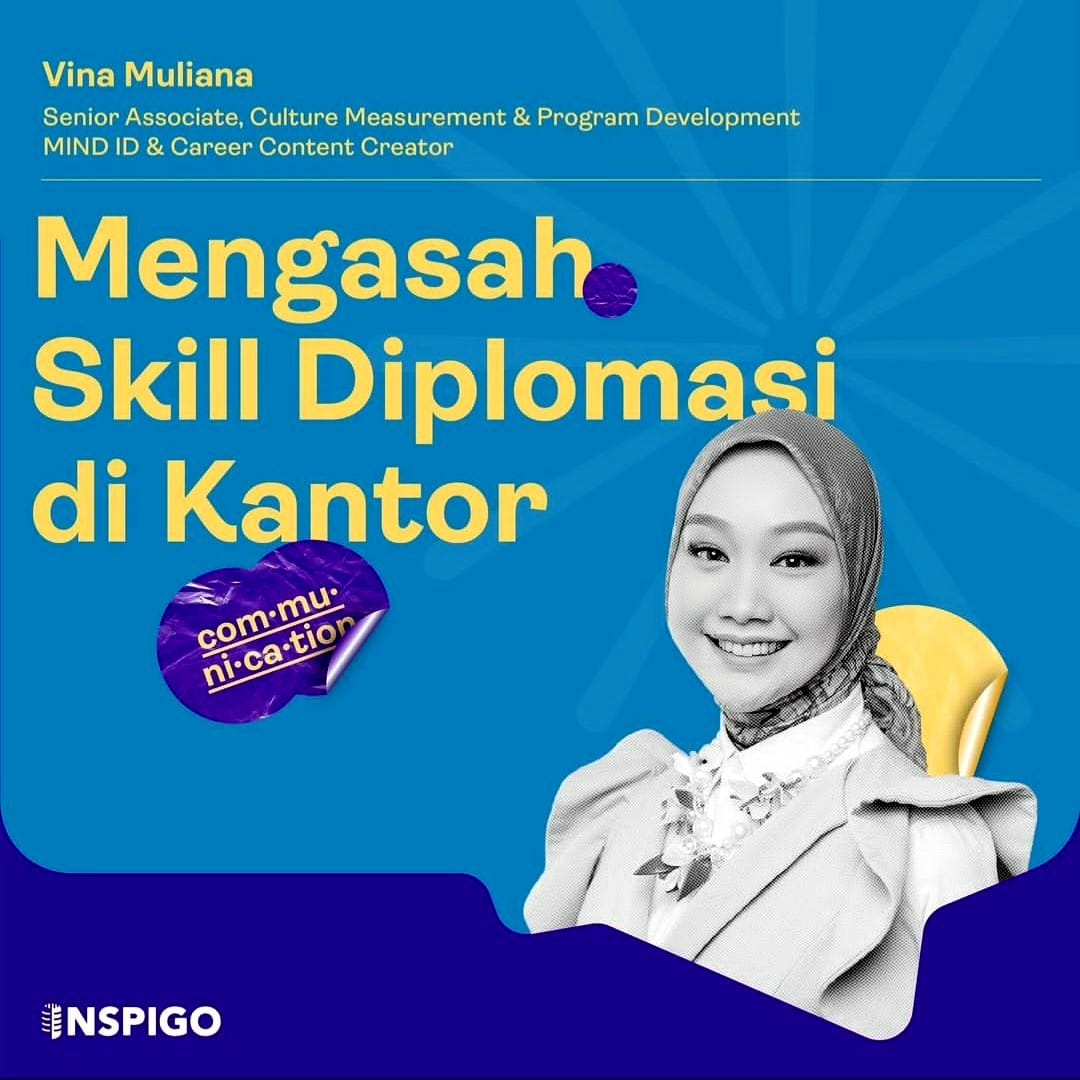 Vina Muliana
Senior Associate, Culture Measurement & Program Development
MIND ID & Career Content Creator
Mengasah
Skill Diplomasi
di Kantor
com·mu·
ni·ca·tion
INSPIGO